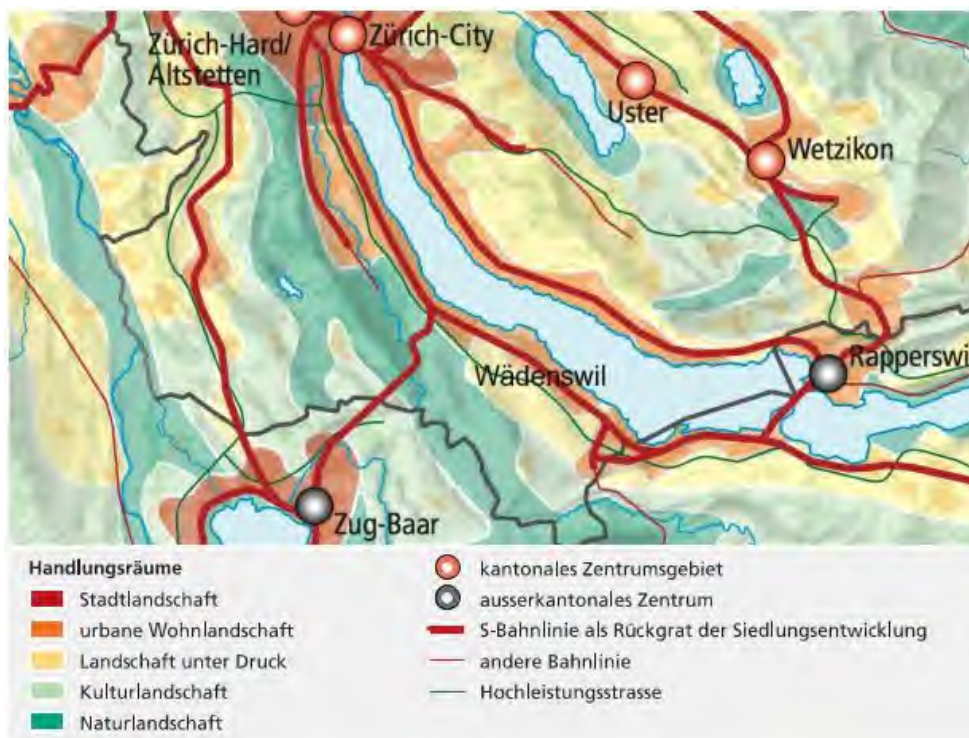 Zürich-Hard/
Altstetten
Zürich-City
Uster
Wetzikon
Rapperswi
Wädenswil
Zug-Baar
Handlungsräume
Stadtlandschaft
urbane Wohnlandschaft
Landschaft unter Druck
Kulturlandschaft
Naturlandschaft
kantonales Zentrumsgebiet
ausserkantonales Zentrum
S-Bahnlinie als Rückgrat der Siedlungsentwicklung
andere Bahnlinie
Hochleistungsstrasse